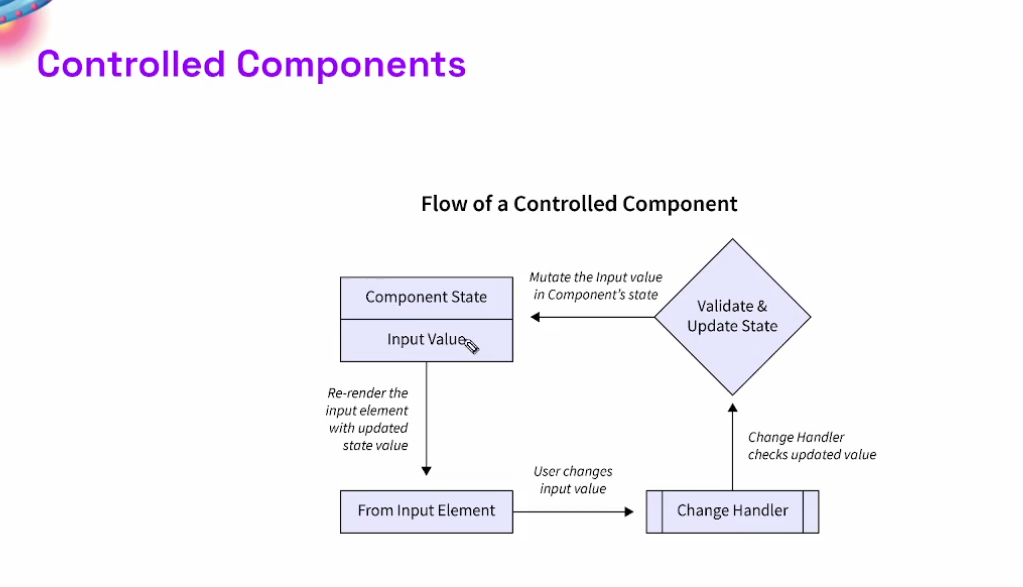 Controlled Components
Flow of a Controlled Component
Mutate the Input value
in Component's state
Component State
Input Value
Validate &
Update State
Re-render the
input element
with updated
state value
Change Handler
checks updated value
User changes
input value
From Input Element
Change Handler